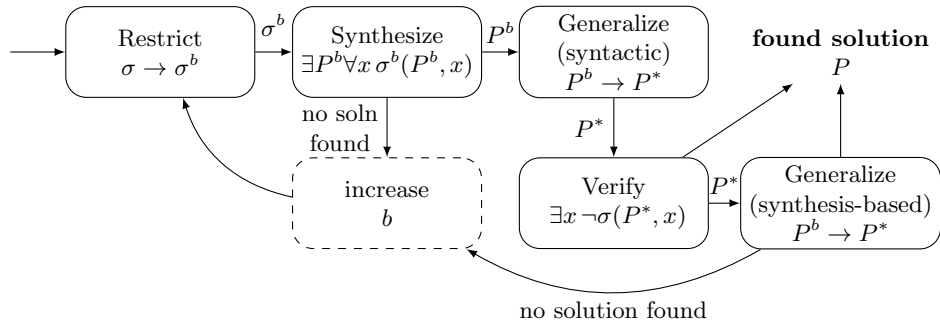 Restrict
σ → σ^b
σ^b
Synthesize
∃P^b∀x σ^b(P^b, x)
P^b
Generalize
(syntactic)
P^b → P*
found solution
P
no soln
found
P*
increase
b
Verify
∃x ¬σ(P*, x)
P*
Generalize
(synthesis-based)
P^b → P*
no solution found